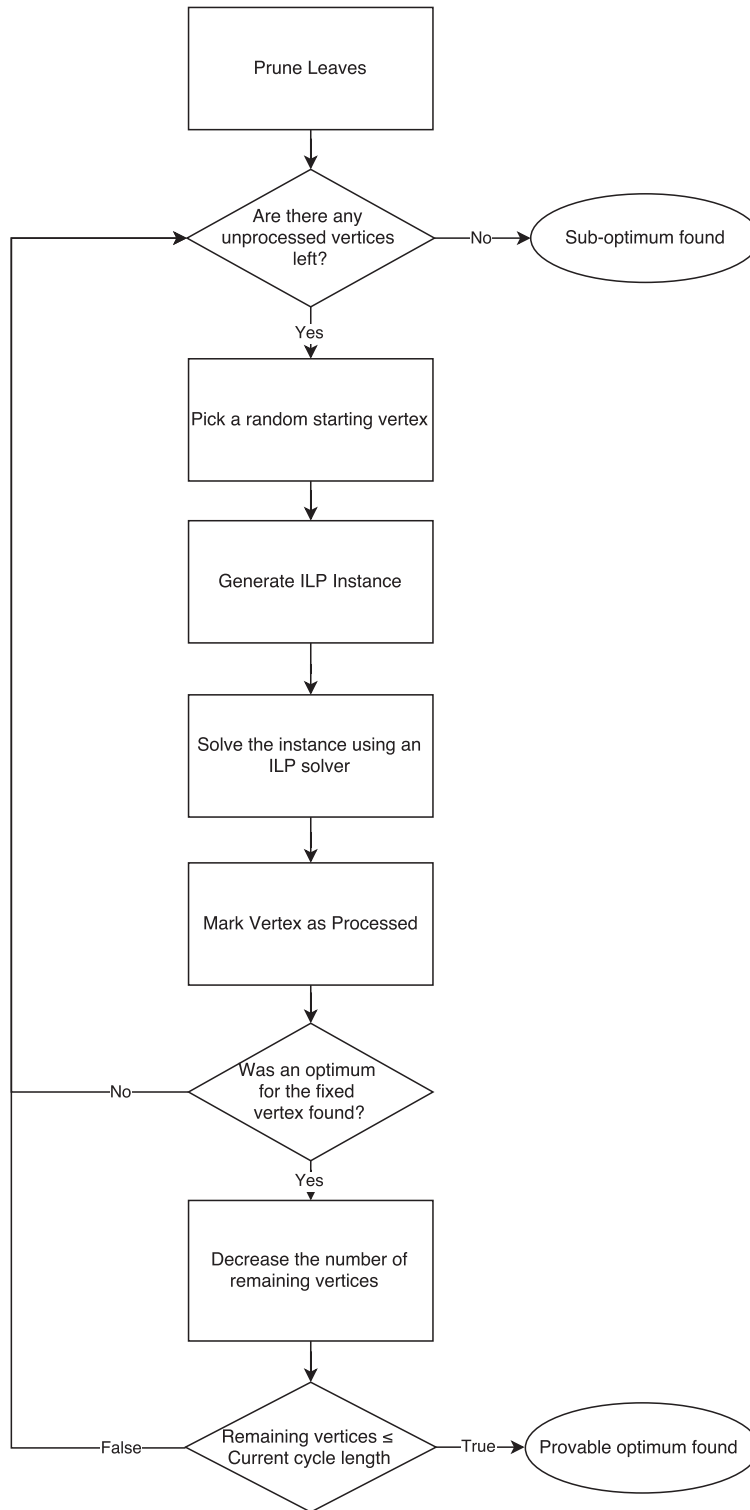 Prune Leaves
Are there any
unprocessed vertices
left?
No
Sub-optimum found
Yes
Pick a random starting vertex
Generate ILP Instance
Solve the instance using an
ILP solver
Mark Vertex as Processed
Was an optimum
for the fixed
vertex found?
No
Yes
Decrease the number of
remaining vertices
Remaining vertices ≤
Current cycle length
False
True
Provable optimum found